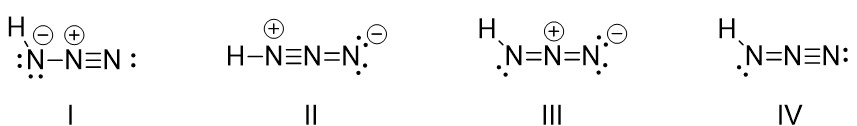 H ⊖ ⊕ ⊕ ⊖ H ⊕ ⊖ H
:N–N≡N: H–N≡N=N: N=N=N: N=N≡N:
I II III IV